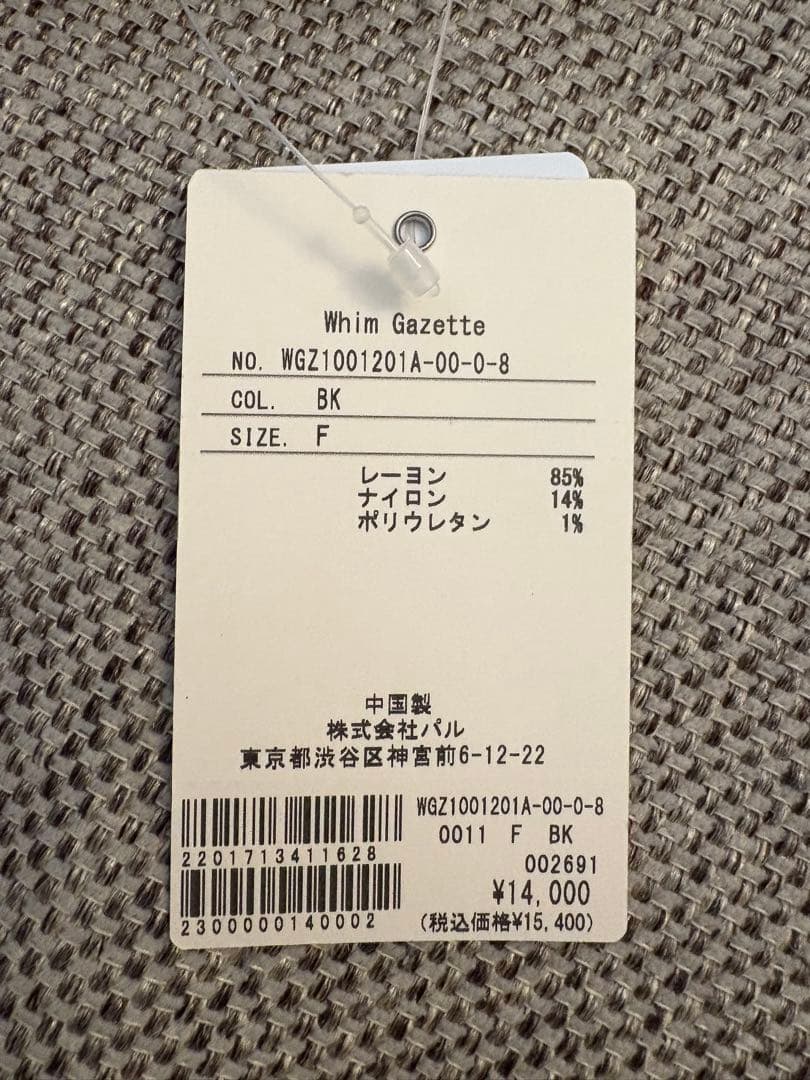 Whim Gazette
NO. WGZ1001201A-00-0-8
COL. BK
SIZE. F
レーヨン 85%
ナイロン 14%
ポリウレタン 1%
中国製
株式会社パル
東京都渋谷区神宮前6-12-22
WGZ1001201A-00-0-8
0011 F BK
2201713411628
002691
¥14,000
2300000140002
(税込価格¥15,400)